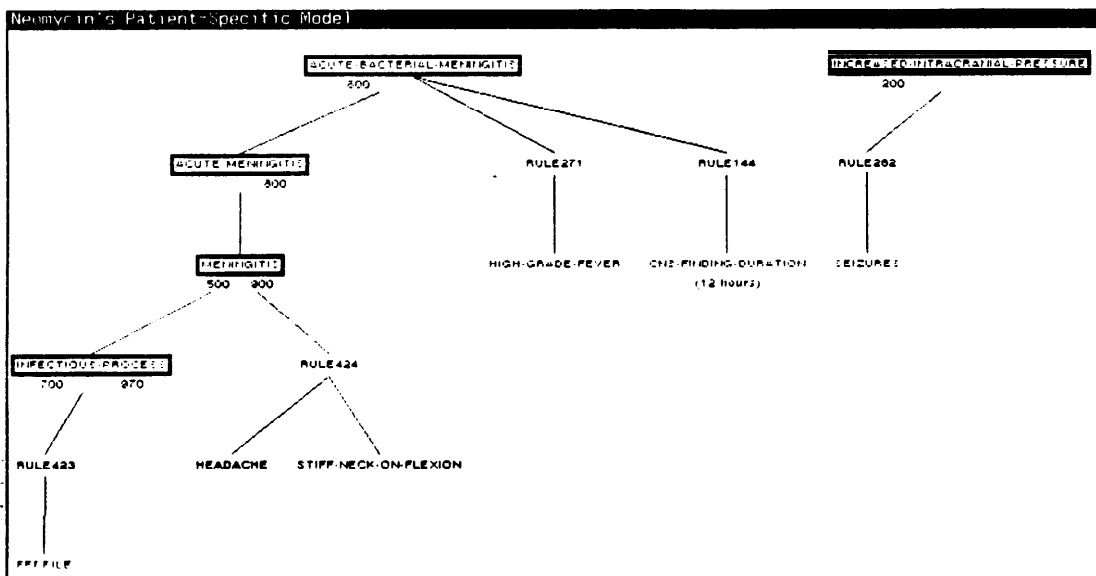 Neomycin's Patient-Specific Model
ACUTE-BACTERIAL-MENINGITIS INCREASED-INTRACRANIAL-PRESSURE
200
ACUTE-MENINGITIS RULE271 RULE144 RULE262
800
MENINGITIS HIGH-GRADE-FEVER CNS-FINDING-DURATION SEIZURES
500 900 (12 hours)
INFECTIOUS-PROCESS RULE424
700 970
RULE423 HEADACHE STIFF-NECK-ON-FLEXION
FEBRILE